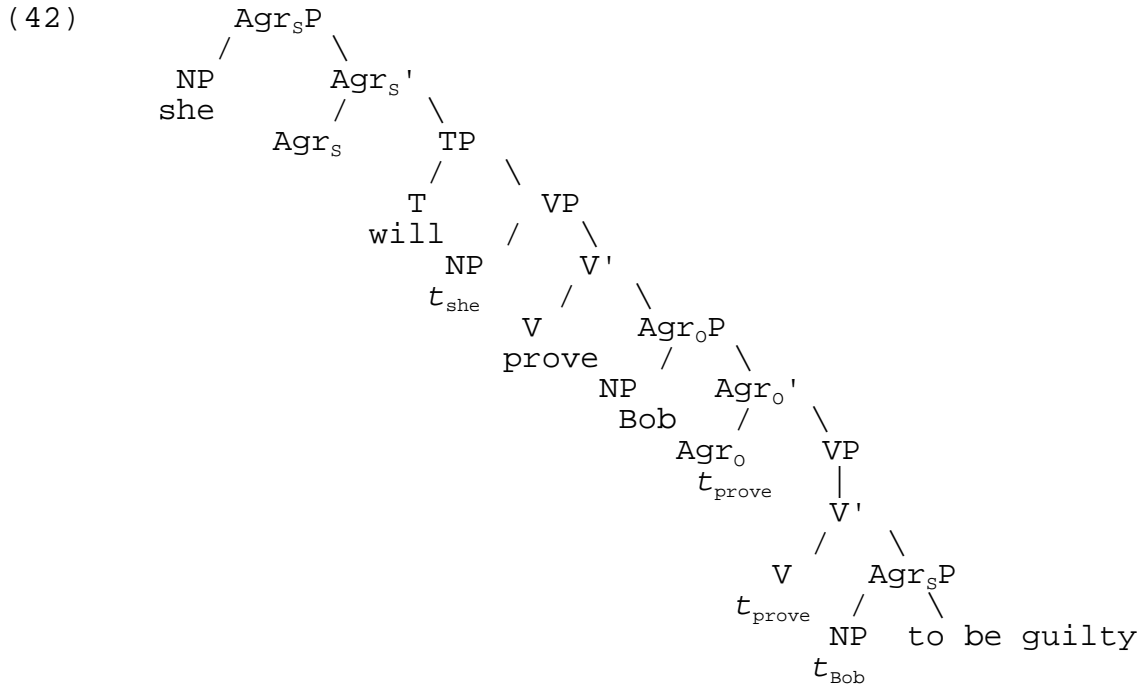 (42) AgrsP
NP Agrs'
she
Agrs TP
T VP
will
NP V'
tshe
V AgroP
prove
NP Agro'
Bob
Agro VP
tprove
V'
V AgrsP
tprove
NP to be guilty
tBob